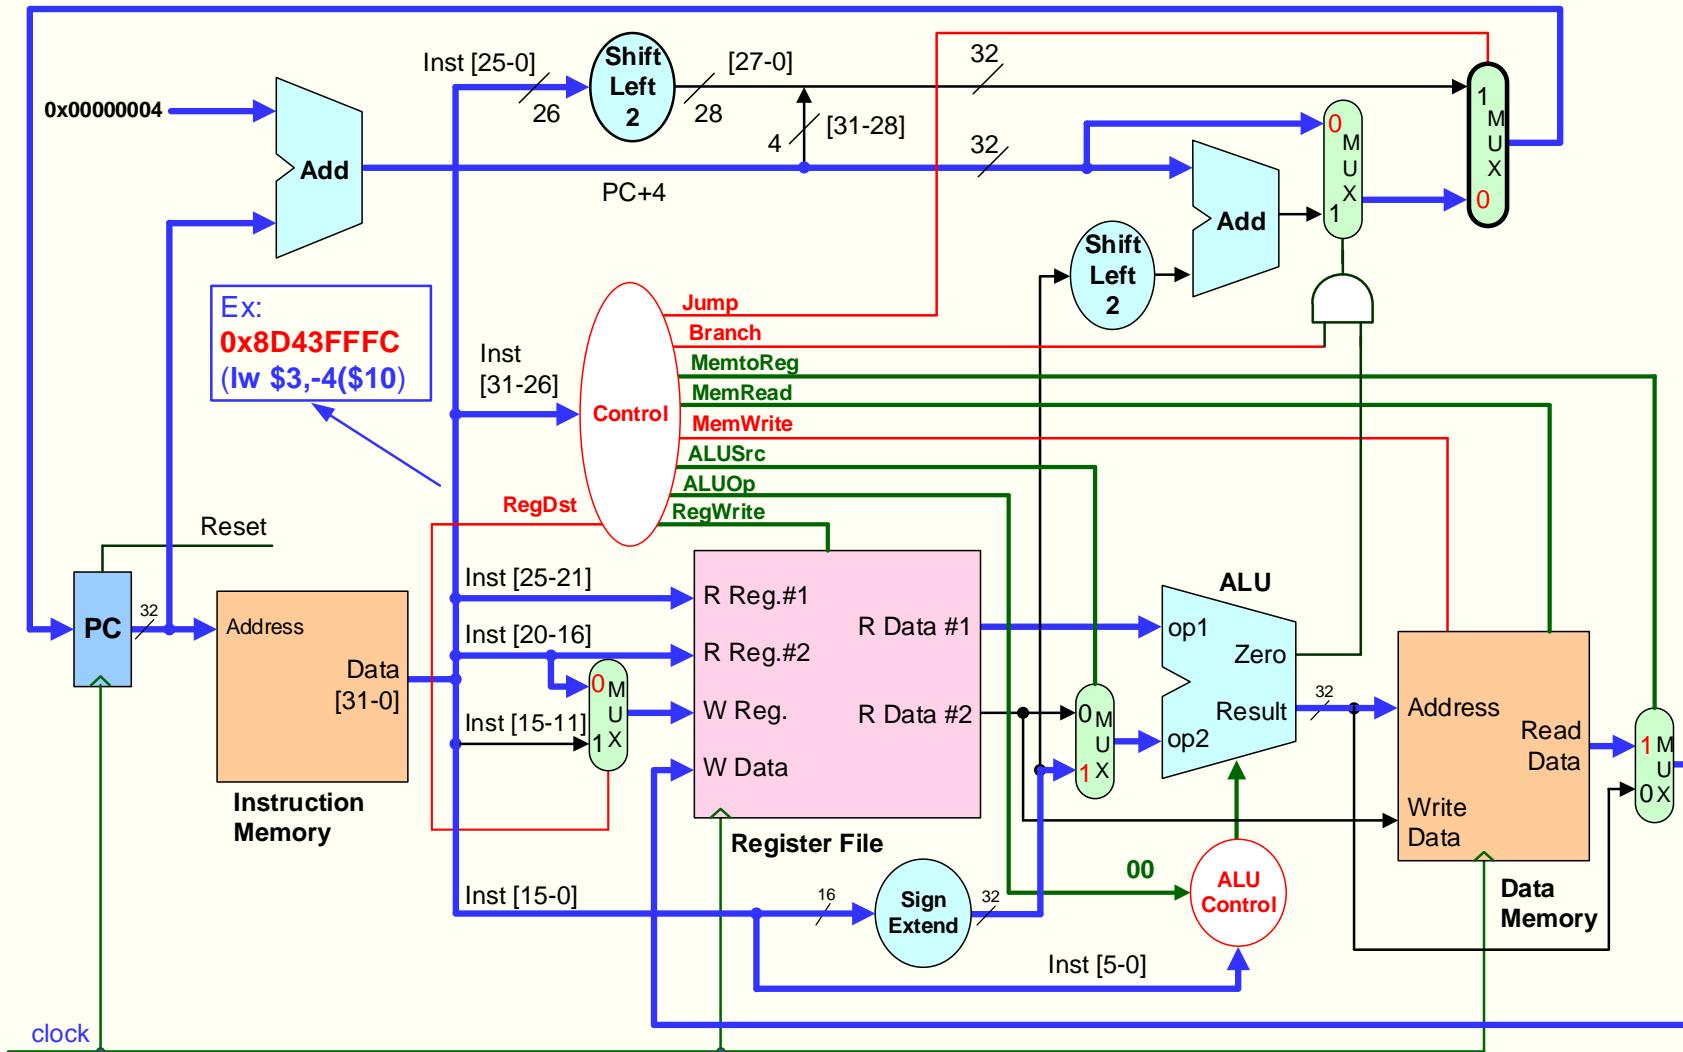 Inst [25-0]
26
Shift
Left
2
28
[27-0]
32
4
[31-28]
0x00000004
Add
PC+4
32
0
M
U
X
1
1
M
U
X
0
Add
Shift
Left
2
Ex:
0x8D43FFFC
(lw $3,-4($10)
Inst
[31-26]
Control
Jump
Branch
MemtoReg
MemRead
MemWrite
ALUSrc
ALUOp
RegWrite
RegDst
Reset
PC
32
Address
Data
[31-0]
Instruction
Memory
Inst [25-21]
Inst [20-16]
Inst [15-11]
0
M
U
X
1
R Reg.#1
R Reg.#2
W Reg.
W Data
R Data #1
R Data #2
Register File
0
M
U
X
1
ALU
op1
op2
Zero
Result
32
Address
Read
Data
Write
Data
Data
Memory
1
M
U
X
0
Inst [15-0]
16
Sign
Extend
32
00
ALU
Control
Inst [5-0]
clock